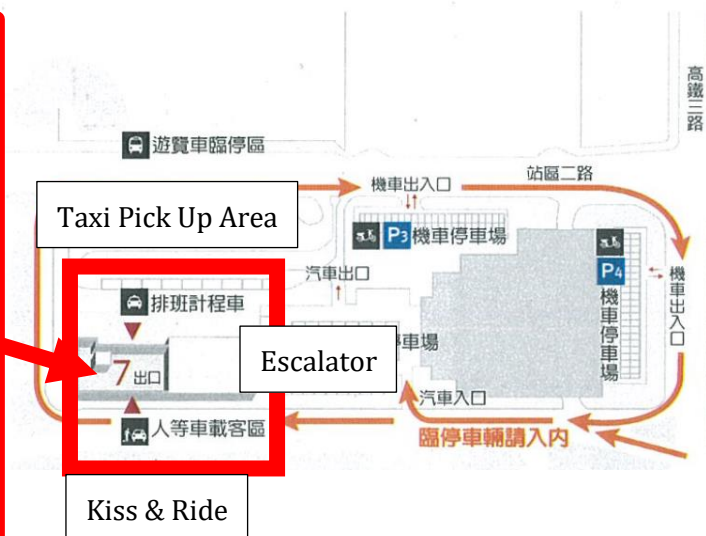 高鐵三路
遊覽車臨停區
站區二路
機車出入口
Taxi Pick Up Area
P3 機車停車場
P4
機車停車場
機車出入口
汽車出口
排班計程車
7 出口
Escalator
車場
汽車入口
人等車載客區
臨停車輛請入內
Kiss & Ride